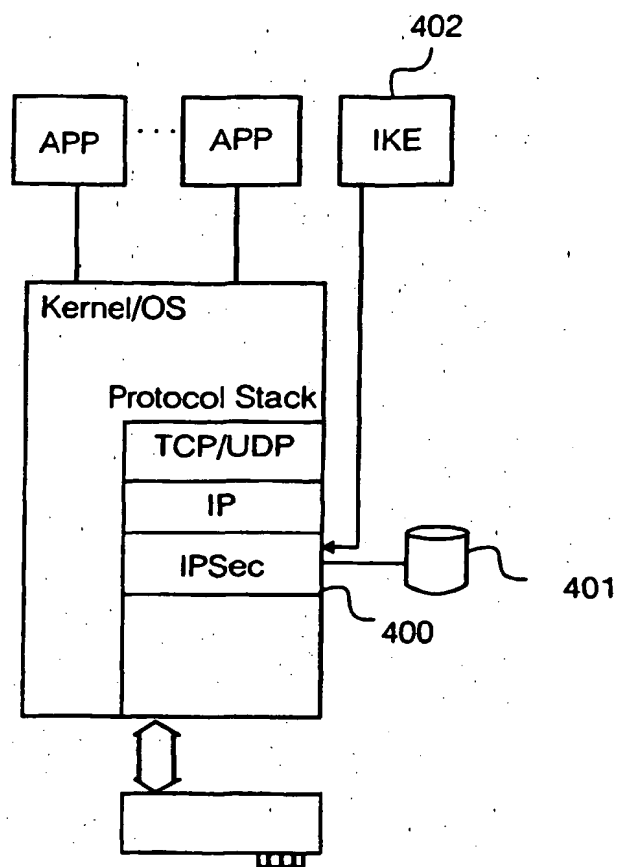 402
APP ... APP IKE
Kernel/OS
Protocol Stack
TCP/UDP
IP
IPSec
401
400